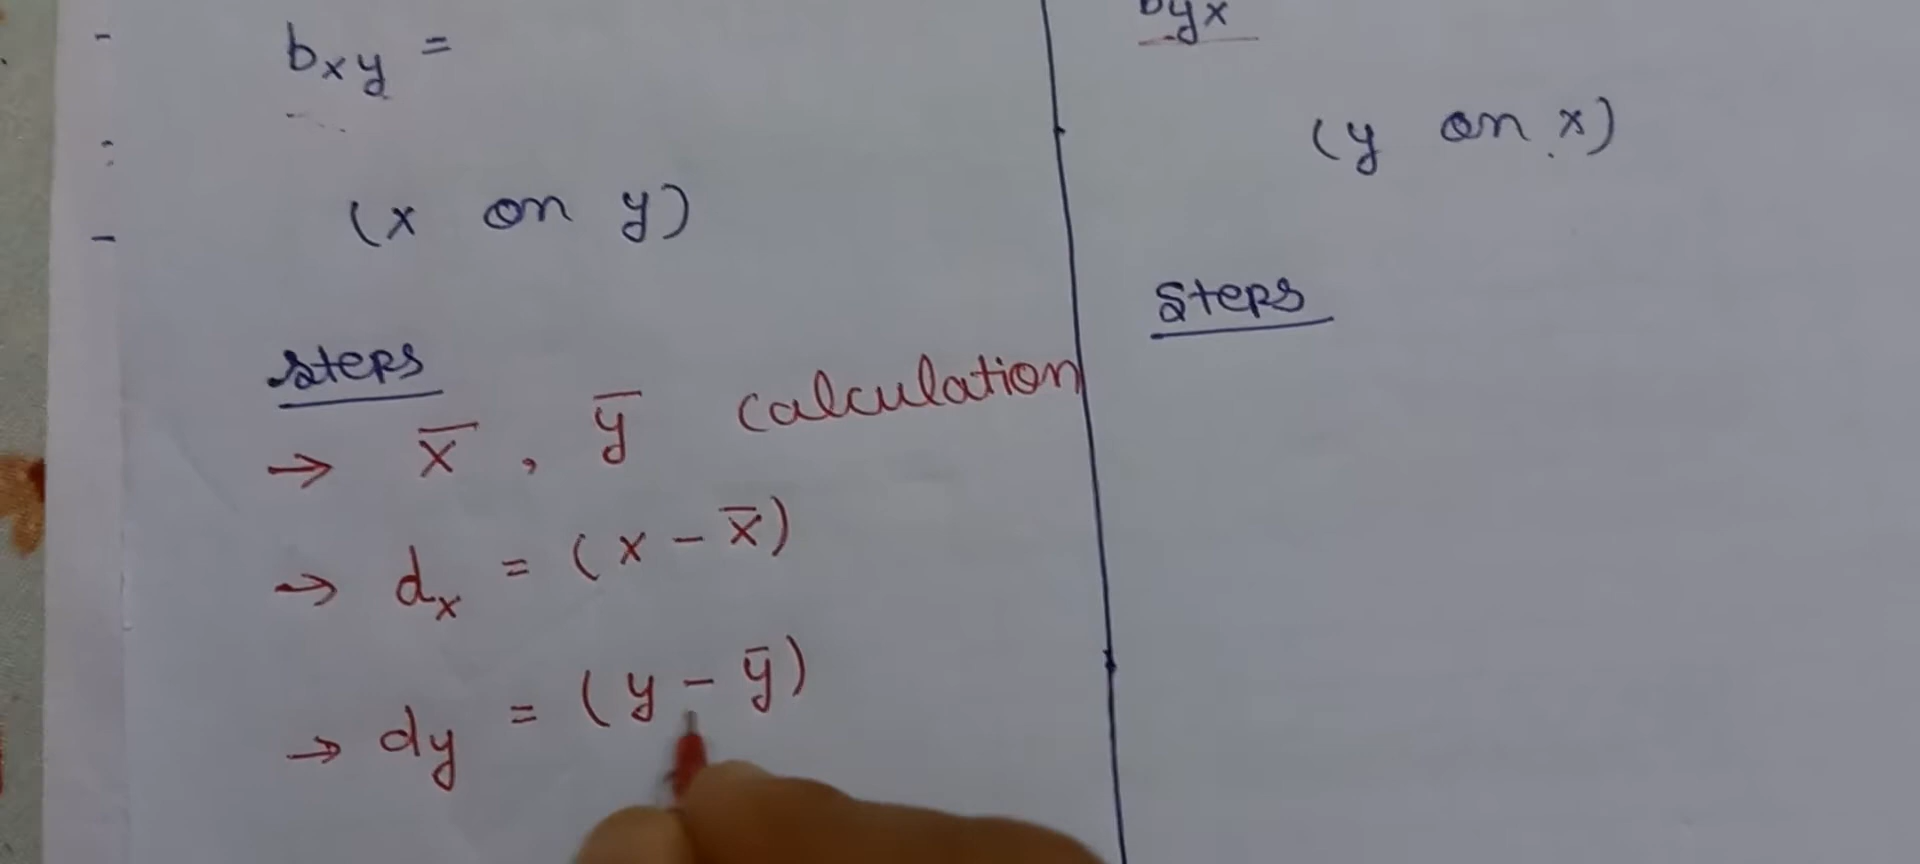 bxy =
(x on y)
steps
→ x̄ , ȳ calculation
→ dx = (x - x̄)
→ dy = (y - ȳ)
byx
(y on x)
Steps